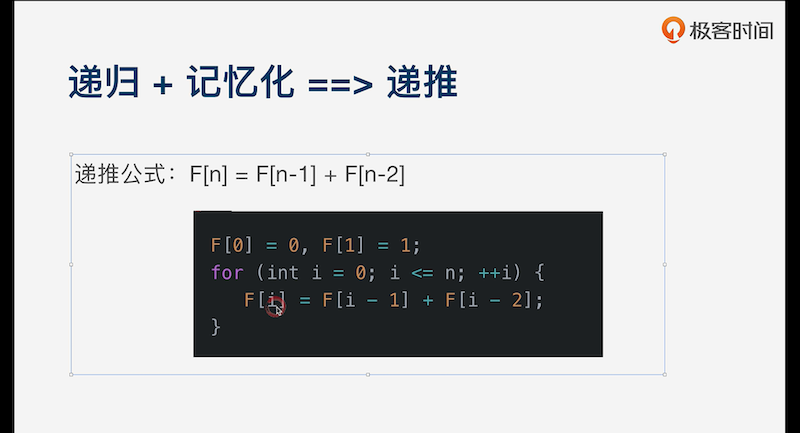 极客时间
递归 + 记忆化 ==> 递推
递推公式：F[n] = F[n-1] + F[n-2]
F[0] = 0, F[1] = 1;
for (int i = 0; i <= n; ++i) {
F[i] = F[i - 1] + F[i - 2];
}